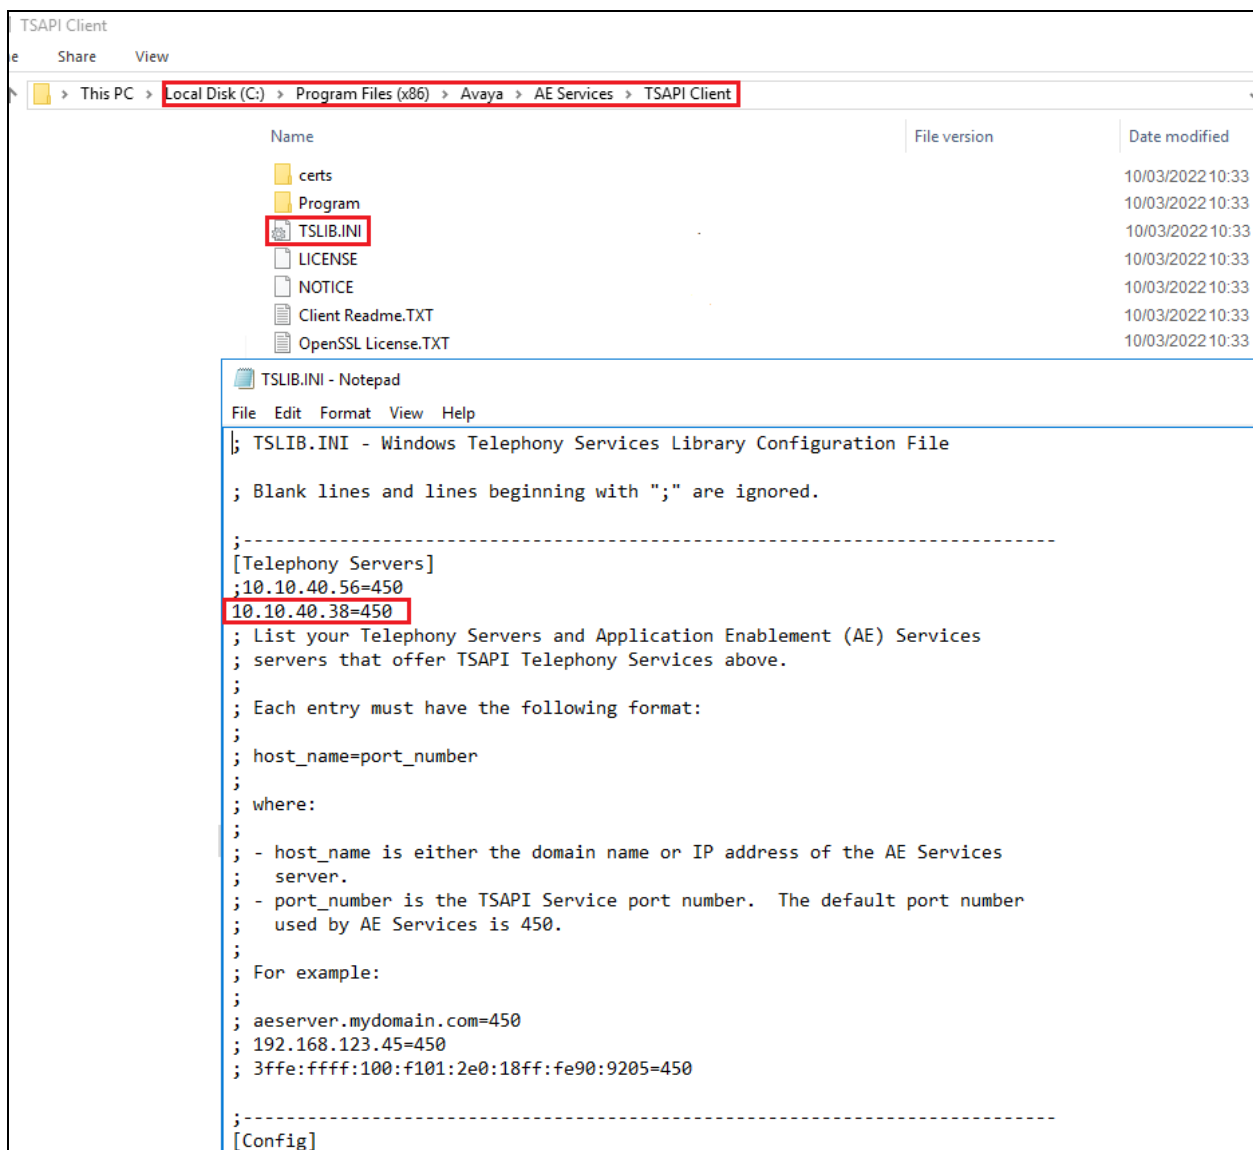 TSAPI Client
Share View
This PC > Local Disk (C:) > Program Files (x86) > Avaya > AE Services > TSAPI Client
Name File version Date modified
certs 10/03/2022 10:33
Program 10/03/2022 10:33
TSLIB.INI 10/03/2022 10:33
LICENSE 10/03/2022 10:33
NOTICE 10/03/2022 10:33
Client Readme.TXT 10/03/2022 10:33
OpenSSL License.TXT 10/03/2022 10:33
TSLIB.INI - Notepad
File Edit Format View Help
; TSLIB.INI - Windows Telephony Services Library Configuration File
; Blank lines and lines beginning with ";" are ignored.
;----------------------------------------------------------------------------
[Telephony Servers]
;10.10.40.56=450
10.10.40.38=450
; List your Telephony Servers and Application Enablement (AE) Services
; servers that offer TSAPI Telephony Services above.
;
; Each entry must have the following format:
;
; host_name=port_number
;
; where:
;
; - host_name is either the domain name or IP address of the AE Services
;   server.
; - port_number is the TSAPI Service port number.  The default port number
;   used by AE Services is 450.
;
; For example:
;
; aeserver.mydomain.com=450
; 192.168.123.45=450
; 3ffe:ffff:100:f101:2e0:18ff:fe90:9205=450
;----------------------------------------------------------------------------
[Config]